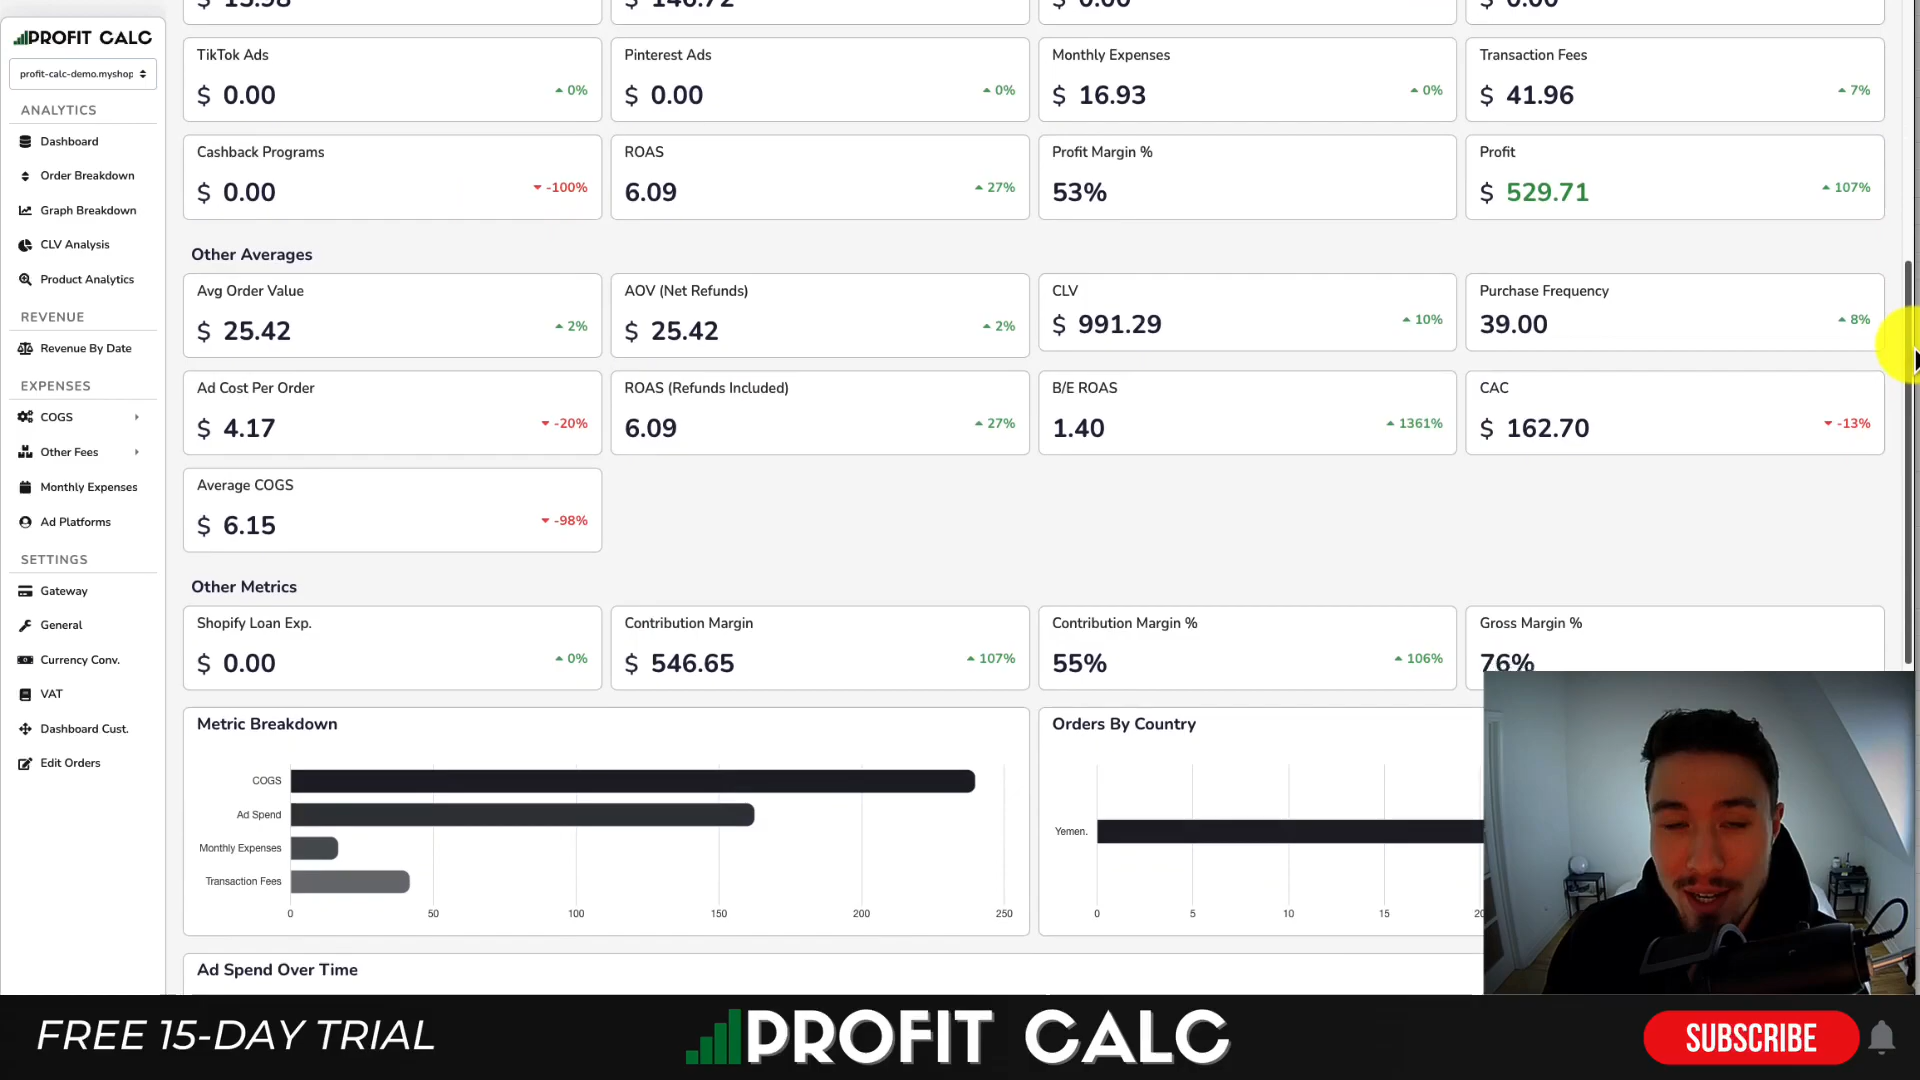 $ 15.98
$ 146.72
$ 0.00
$ 0.00
PROFIT CALC
profit-calc-demo.myshop
ANALYTICS
Dashboard
Order Breakdown
Graph Breakdown
CLV Analysis
Product Analytics
REVENUE
Revenue By Date
EXPENSES
COGS
Other Fees
Monthly Expenses
Ad Platforms
SETTINGS
Gateway
General
Currency Conv.
VAT
Dashboard Cust.
Edit Orders
TikTok Ads
$ 0.00
0%
Pinterest Ads
$ 0.00
0%
Monthly Expenses
$ 16.93
0%
Transaction Fees
$ 41.96
7%
Cashback Programs
$ 0.00
-100%
ROAS
6.09
27%
Profit Margin %
53%
Profit
$ 529.71
107%
Other Averages
Avg Order Value
$ 25.42
2%
AOV (Net Refunds)
$ 25.42
2%
CLV
$ 991.29
10%
Purchase Frequency
39.00
8%
Ad Cost Per Order
$ 4.17
-20%
ROAS (Refunds Included)
6.09
27%
B/E ROAS
1.40
1361%
CAC
$ 162.70
-13%
Average COGS
$ 6.15
-98%
Other Metrics
Shopify Loan Exp.
$ 0.00
0%
Contribution Margin
$ 546.65
107%
Contribution Margin %
55%
106%
Gross Margin %
76%
Metric Breakdown
COGS
Ad Spend
Monthly Expenses
Transaction Fees
0 50 100 150 200 250
Orders By Country
Yemen.
0 5 10 15 20
Ad Spend Over Time
FREE 15-DAY TRIAL
PROFIT CALC
SUBSCRIBE